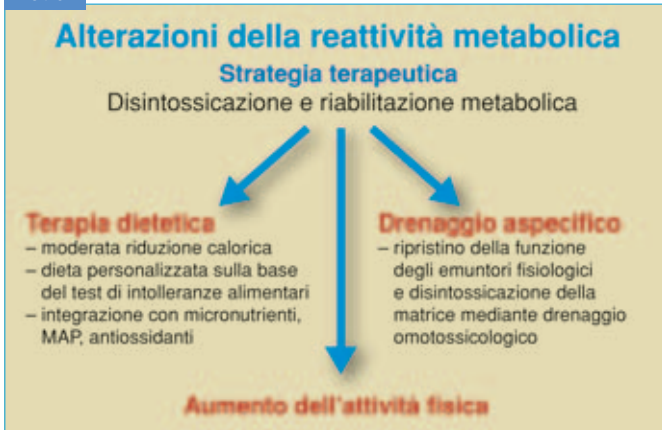 Alterazioni della reattività metabolica
Strategia terapeutica
Disintossicazione e riabilitazione metabolica
Terapia dietetica
– moderata riduzione calorica
– dieta personalizzata sulla base
del test di intolleranze alimentari
– integrazione con micronutrienti,
MAP, antiossidanti
Drenaggio aspecifico
– ripristino della funzione
degli emuntori fisiologici
e disintossicazione della
matrice mediante drenaggio
omotossicologico
Aumento dell'attività fisica